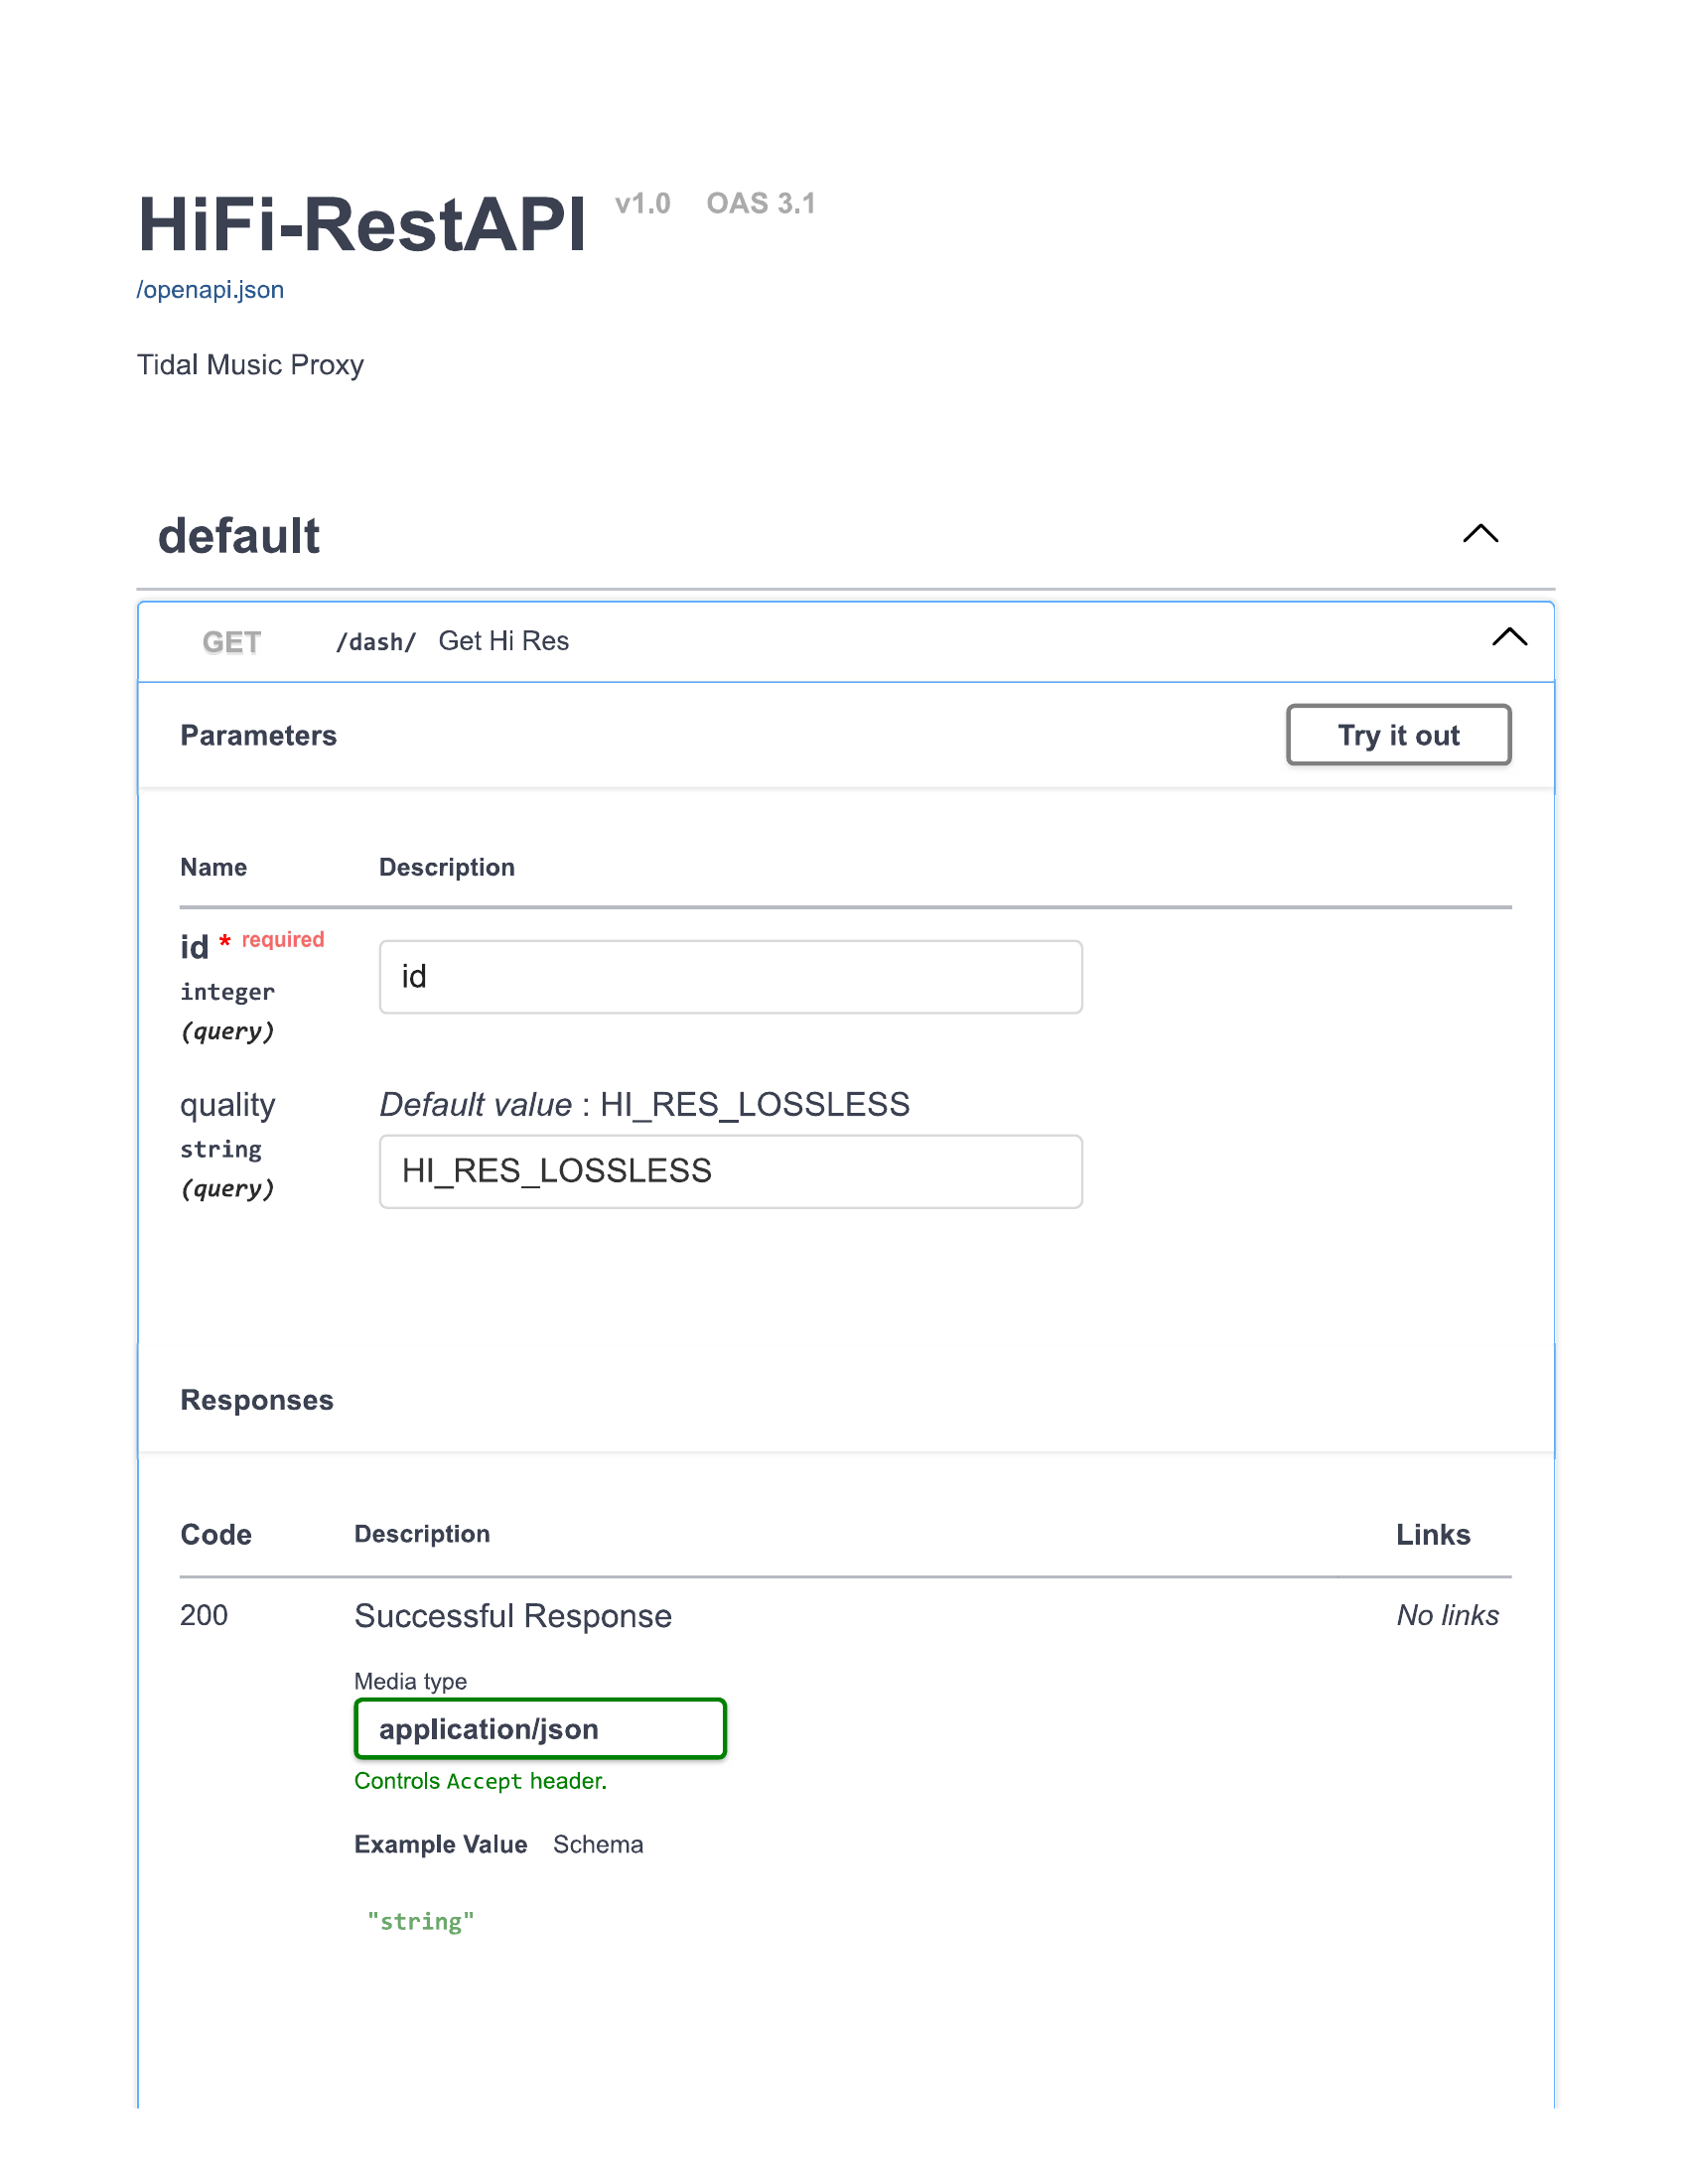 HiFi-RestAPI v1.0 OAS 3.1
/openapi.json
Tidal Music Proxy
default
GET /dash/ Get Hi Res
Parameters Try it out
Name Description
id * required
integer
(query)
id
quality
string
(query)
Default value : HI_RES_LOSSLESS
HI_RES_LOSSLESS
Responses
Code Description Links
200 Successful Response No links
Media type
application/json
Controls Accept header.
Example Value Schema
"string"